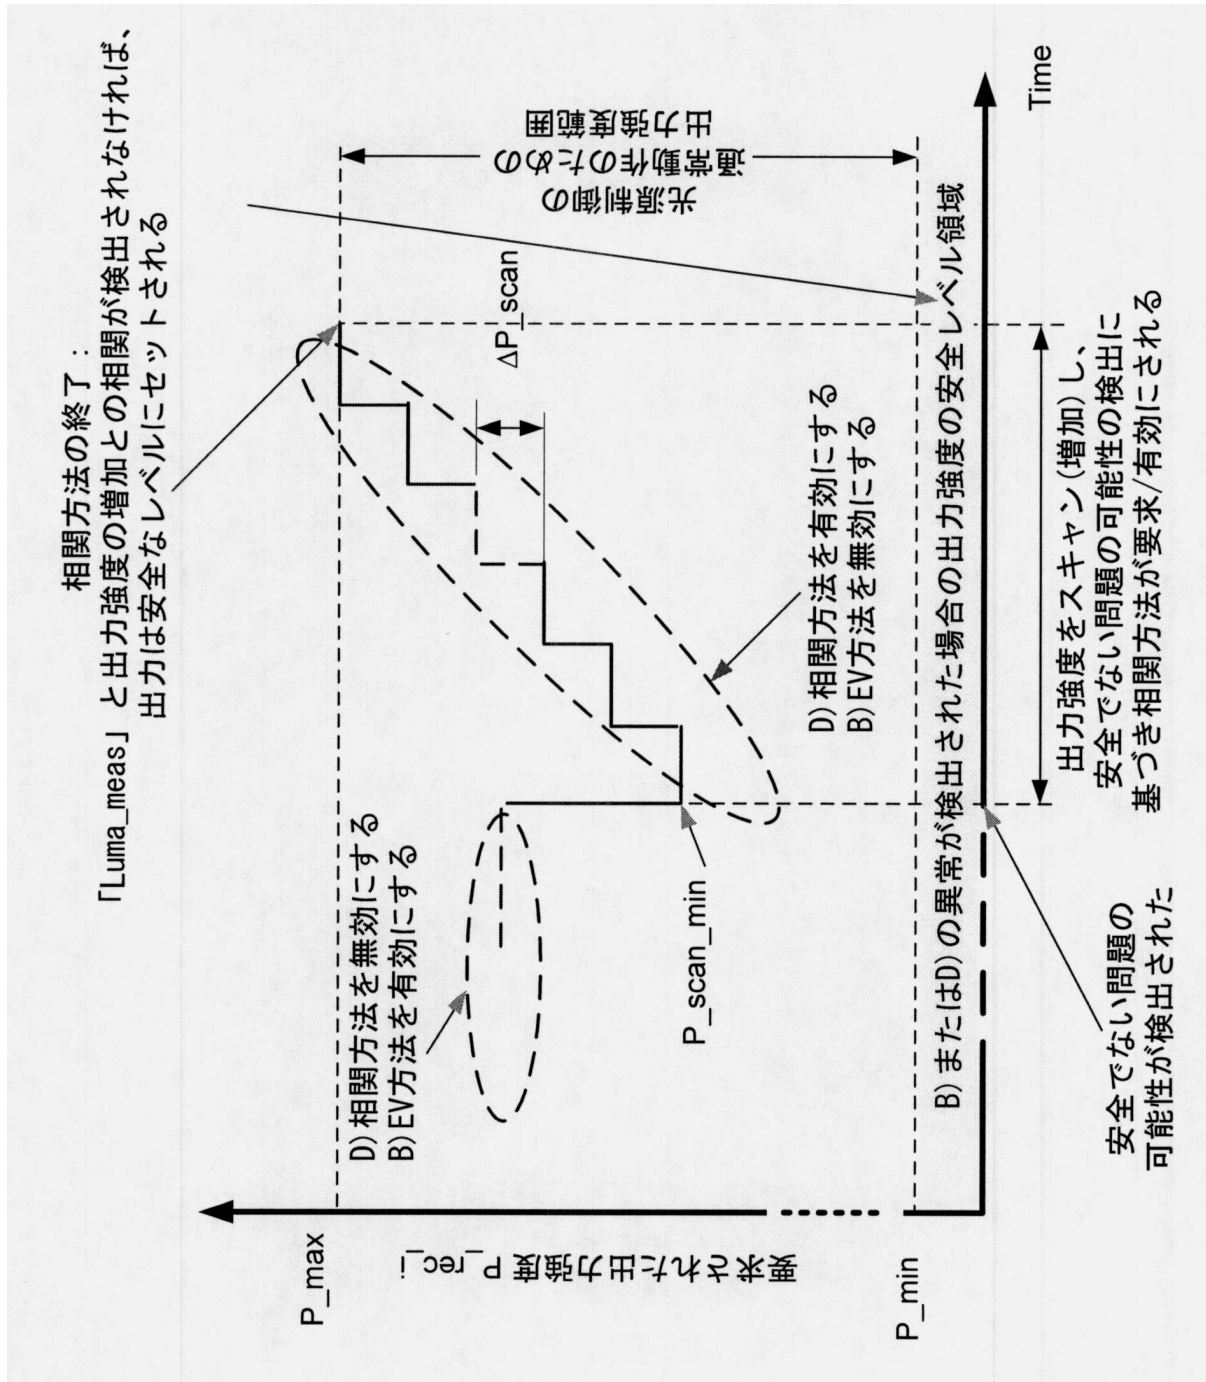 相関方法の終了：
「Luma_meas」と出力強度の増加との相関が検出されなければ、
出力は安全なレベルにセットされる
P_max
要求された出力強度 P_rec_i
P_min
D)相関方法を無効にする
B)EV方法を有効にする
P_scan_min
ΔP_scan
D)相関方法を有効にする
B)EV方法を無効にする
光源制御の
通常動作のための
出力強度範囲
B)またはD)の異常が検出された場合の出力強度の安全レベル領域
Time
安全でない問題の
可能性が検出された
出力強度をスキャン(増加)し、
安全でない問題の可能性の検出に
基づき相関方法が要求/有効にされる